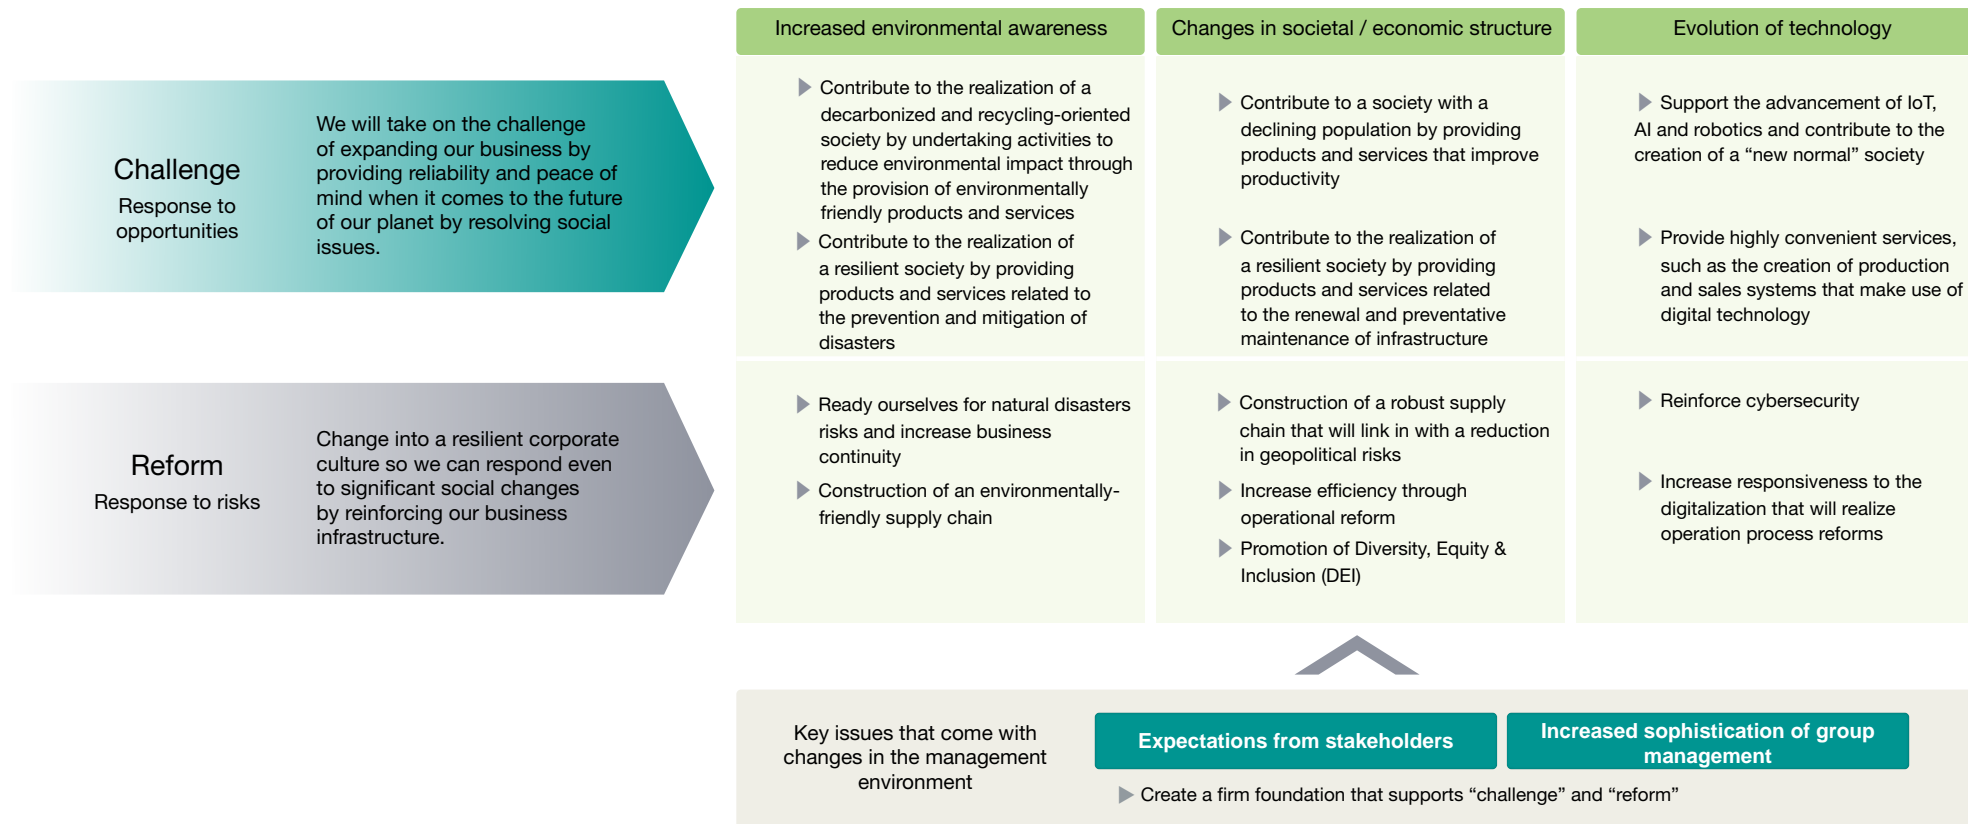 Increased environmental awareness
Changes in societal / economic structure
Evolution of technology
Challenge
Response to
opportunities
We will take on the challenge
of expanding our business by
providing reliability and peace of
mind when it comes to the future
of our planet by resolving social
issues.
Contribute to the realization of a
decarbonized and recycling-oriented
society by undertaking activities to
reduce environmental impact through
the provision of environmentally
friendly products and services
Contribute to the realization of
a resilient society by providing
products and services related to
the prevention and mitigation of
disasters
Contribute to a society with a
declining population by providing
products and services that improve
productivity
Contribute to the realization of
a resilient society by providing
products and services related
to the renewal and preventative
maintenance of infrastructure
Support the advancement of IoT,
AI and robotics and contribute to the
creation of a “new normal” society
Provide highly convenient services,
such as the creation of production
and sales systems that make use of
digital technology
Reform
Response to risks
Change into a resilient corporate
culture so we can respond even
to significant social changes
by reinforcing our business
infrastructure.
Ready ourselves for natural disasters
risks and increase business
continuity
Construction of an environmentally-
friendly supply chain
Construction of a robust supply
chain that will link in with a reduction
in geopolitical risks
Increase efficiency through
operational reform
Promotion of Diversity, Equity &
Inclusion (DEI)
Reinforce cybersecurity
Increase responsiveness to the
digitalization that will realize
operation process reforms
Key issues that come with
changes in the management
environment
Expectations from stakeholders
Increased sophistication of group
management
Create a firm foundation that supports “challenge” and “reform”